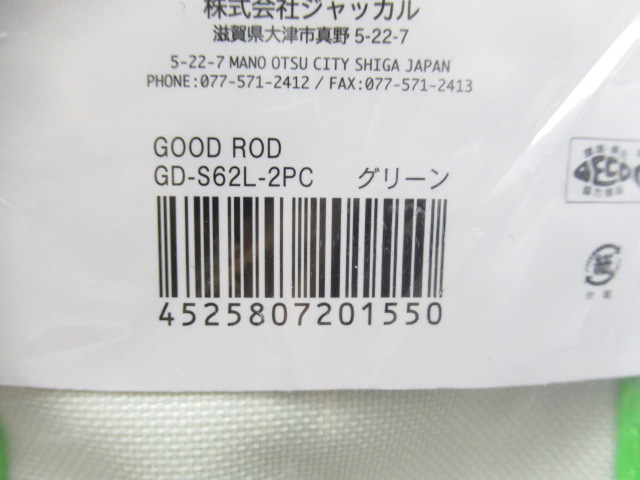 株式会社ジャッカル
滋賀県大津市真野 5-22-7
5-22-7 MANO OTSU CITY SHIGA JAPAN
PHONE:077-571-2412 / FAX:077-571-2413
GOOD ROD
GD-S62L-2PC グリーン
4525807201550
ECO